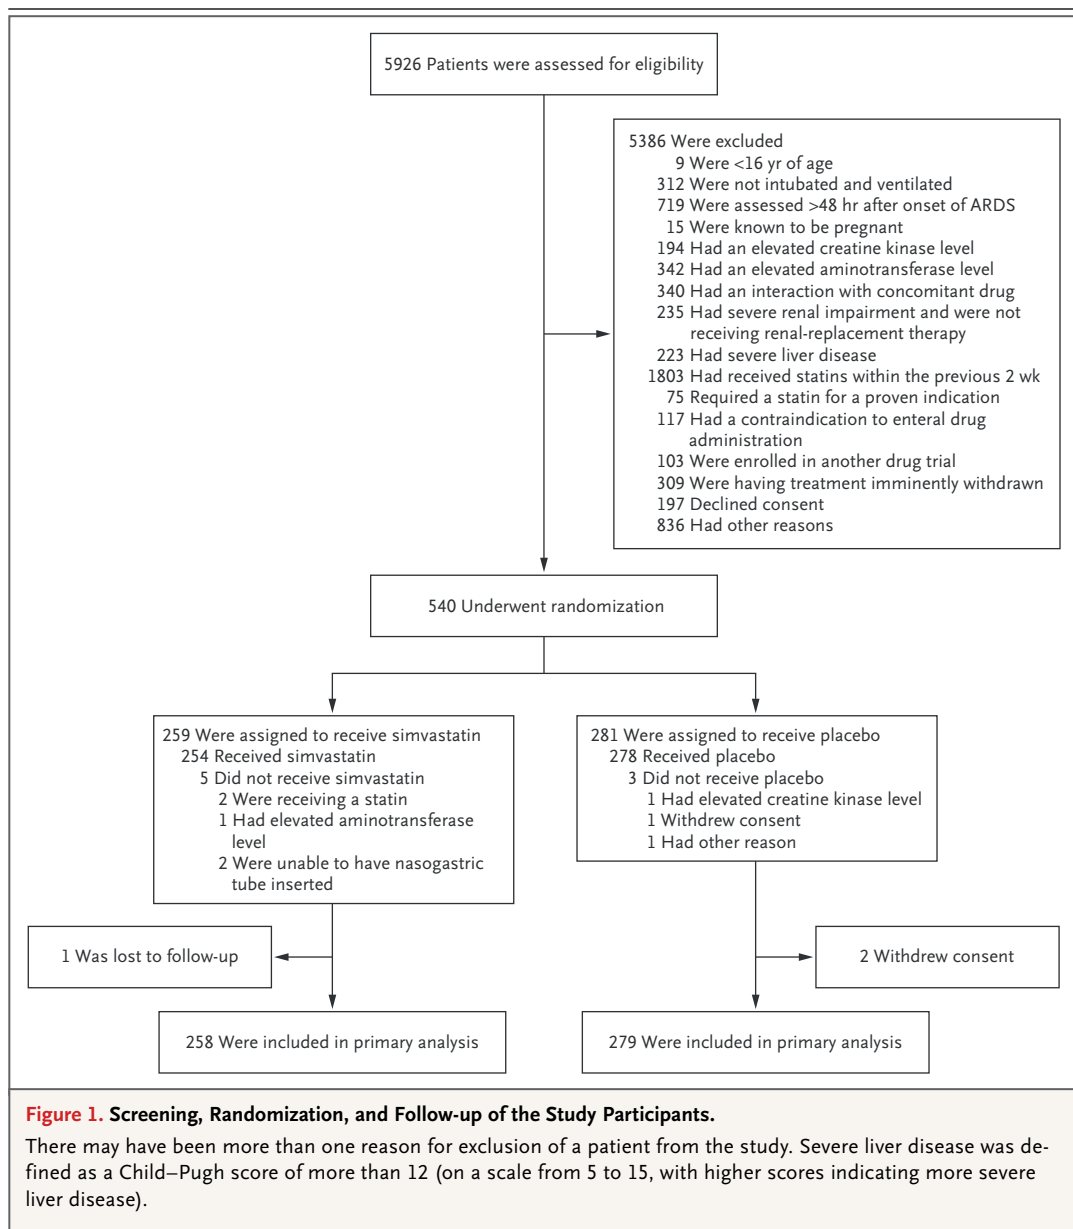 5926 Patients were assessed for eligibility
5386 Were excluded
9 Were <16 yr of age
312 Were not intubated and ventilated
719 Were assessed >48 hr after onset of ARDS
15 Were known to be pregnant
194 Had an elevated creatine kinase level
342 Had an elevated aminotransferase level
340 Had an interaction with concomitant drug
235 Had severe renal impairment and were not
receiving renal-replacement therapy
223 Had severe liver disease
1803 Had received statins within the previous 2 wk
75 Required a statin for a proven indication
117 Had a contraindication to enteral drug
administration
103 Were enrolled in another drug trial
309 Were having treatment imminently withdrawn
197 Declined consent
836 Had other reasons
540 Underwent randomization
259 Were assigned to receive simvastatin
254 Received simvastatin
5 Did not receive simvastatin
2 Were receiving a statin
1 Had elevated aminotransferase
level
2 Were unable to have nasogastric
tube inserted
281 Were assigned to receive placebo
278 Received placebo
3 Did not receive placebo
1 Had elevated creatine kinase level
1 Withdrew consent
1 Had other reason
1 Was lost to follow-up
2 Withdrew consent
258 Were included in primary analysis
279 Were included in primary analysis
Figure 1. Screening, Randomization, and Follow-up of the Study Participants.
There may have been more than one reason for exclusion of a patient from the study. Severe liver disease was de-
fined as a Child–Pugh score of more than 12 (on a scale from 5 to 15, with higher scores indicating more severe
liver disease).